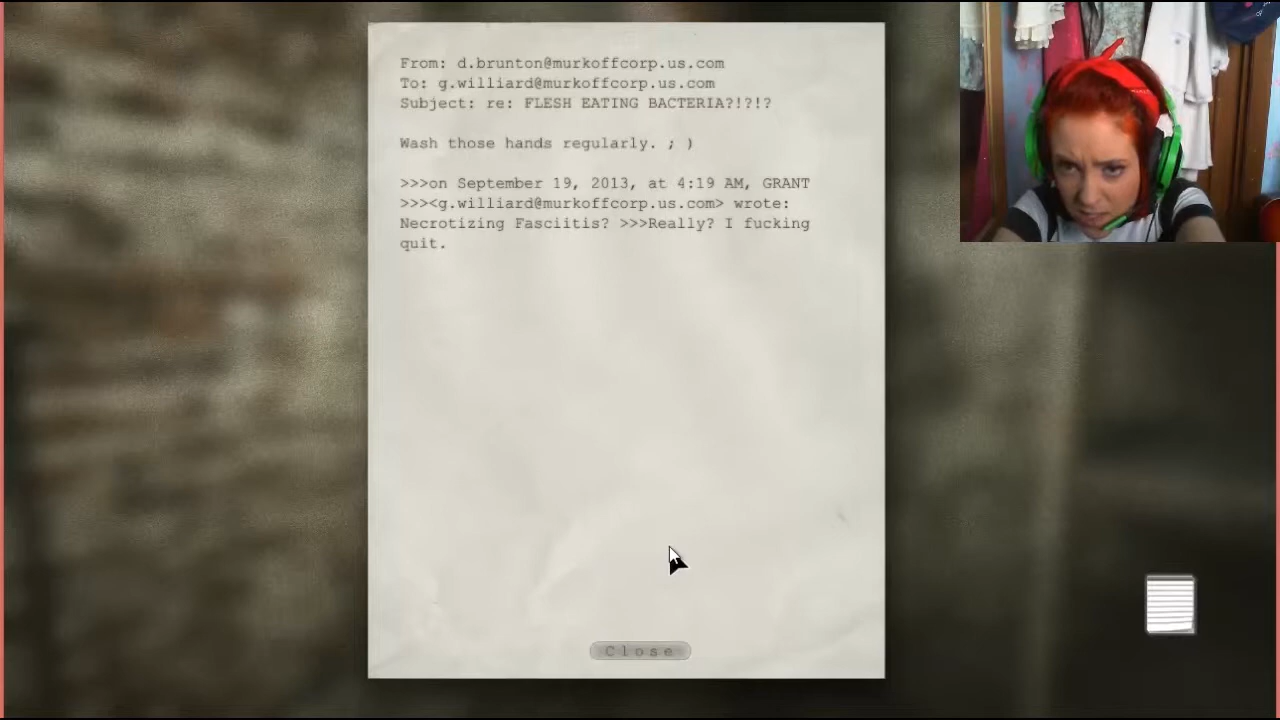 From: d.brunton@murkoffcorp.us.com
To: g.williard@murkoffcorp.us.com
Subject: re: FLESH EATING BACTERIA?!?!?
Wash those hands regularly. ; )
>>>on September 19, 2013, at 4:19 AM, GRANT
>>><g.williard@murkoffcorp.us.com> wrote:
Necrotizing Fasciitis? >>>Really? I fucking
quit.
Close